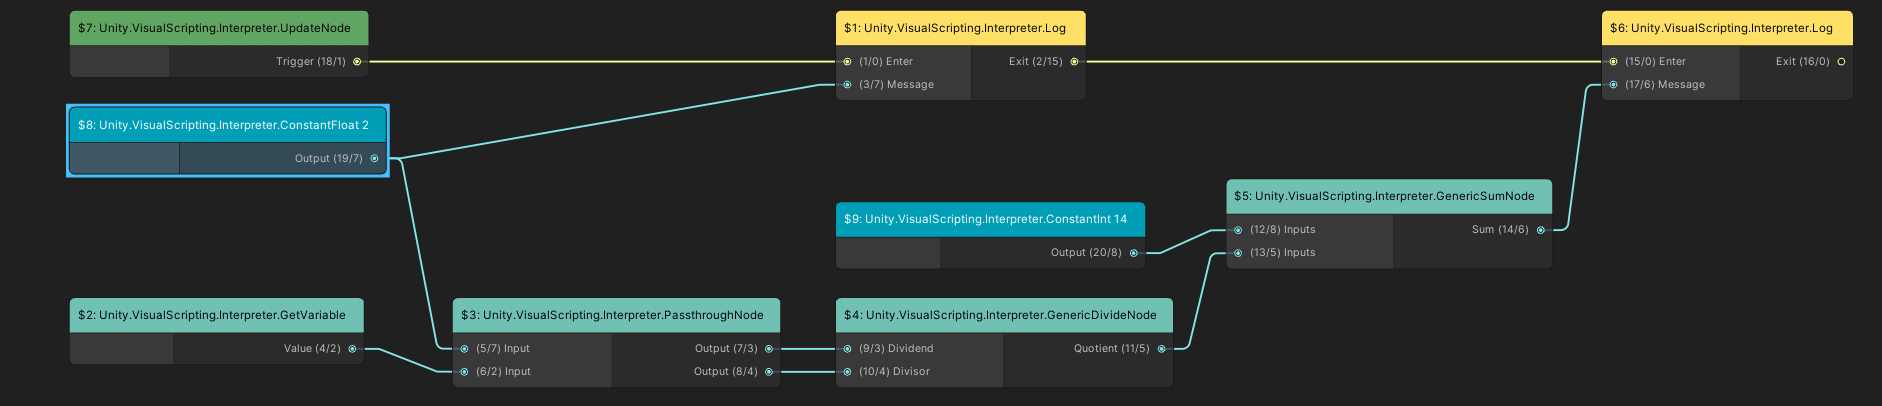 $7: Unity.VisualScripting.Interpreter.UpdateNode
Trigger (18/1)
$1: Unity.VisualScripting.Interpreter.Log
(1/0) Enter
Exit (2/15)
(3/7) Message
$6: Unity.VisualScripting.Interpreter.Log
(15/0) Enter
Exit (16/0)
(17/6) Message
$8: Unity.VisualScripting.Interpreter.ConstantFloat 2
Output (19/7)
$9: Unity.VisualScripting.Interpreter.ConstantInt 14
Output (20/8)
$5: Unity.VisualScripting.Interpreter.GenericSumNode
(12/8) Inputs
Sum (14/6)
(13/5) Inputs
$2: Unity.VisualScripting.Interpreter.GetVariable
Value (4/2)
$3: Unity.VisualScripting.Interpreter.PassthroughNode
(5/7) Input
Output (7/3)
(6/2) Input
Output (8/4)
$4: Unity.VisualScripting.Interpreter.GenericDivideNode
(9/3) Dividend
Quotient (11/5)
(10/4) Divisor